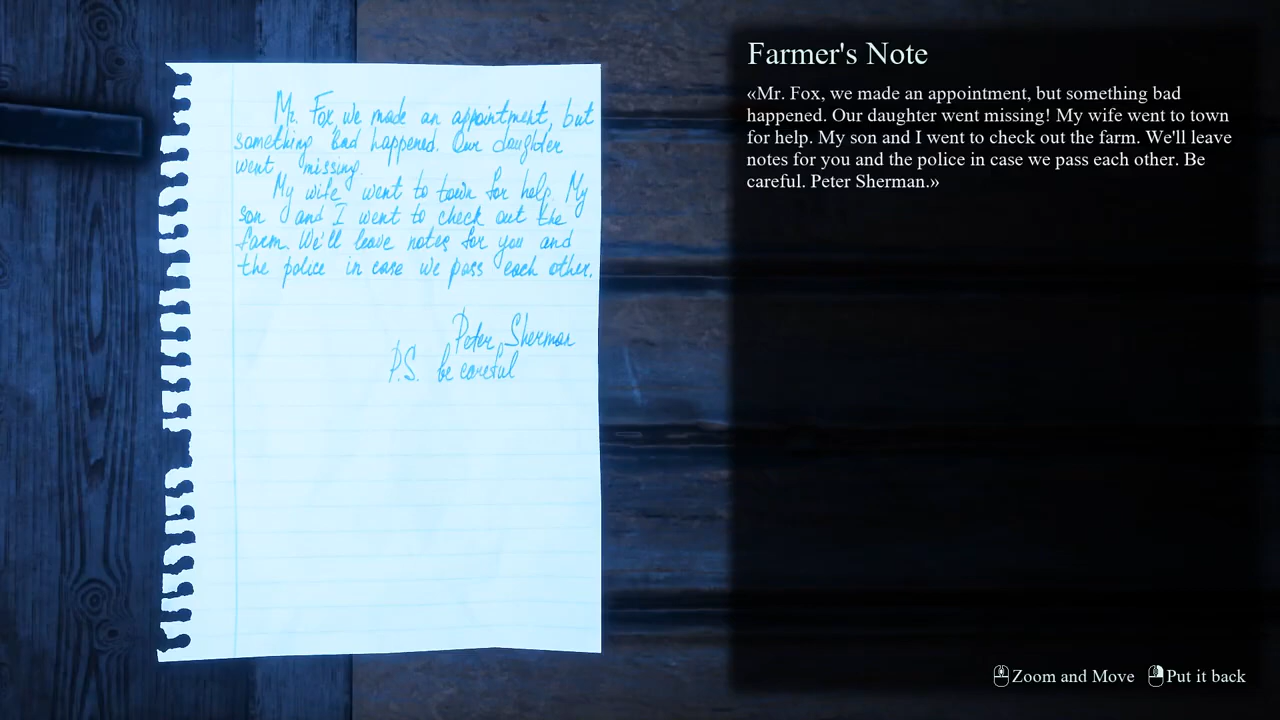 Mr. Fox, we made an appointment, but
something bad happened. Our daughter
went missing.
My wife went to town for help. My
son and I went to check out the
farm. We'll leave notes for you and
the police in case we pass each other.
Peter Sherman
P.S. be careful
Farmer's Note
«Mr. Fox, we made an appointment, but something bad
happened. Our daughter went missing! My wife went to town
for help. My son and I went to check out the farm. We'll leave
notes for you and the police in case we pass each other. Be
careful. Peter Sherman.»
Zoom and Move Put it back